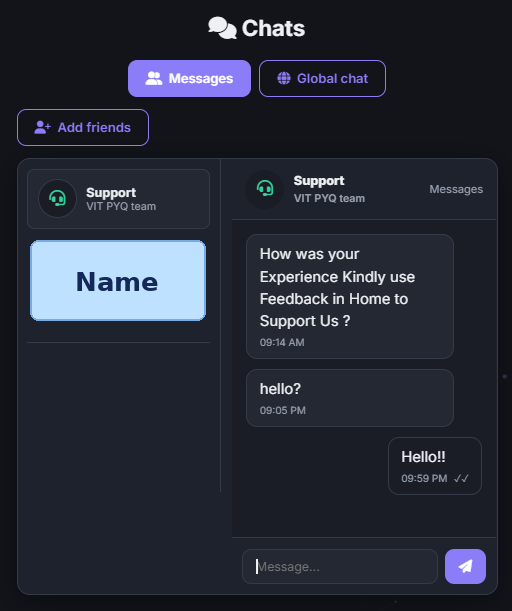 Chats
Messages
Global chat
Add friends
Support
VIT PYQ team
Name
Support
VIT PYQ team
Messages
How was your
Experience Kindly use
Feedback in Home to
Support Us ?
09:14 AM
hello?
09:05 PM
Hello!!
09:59 PM ✓✓
Message...